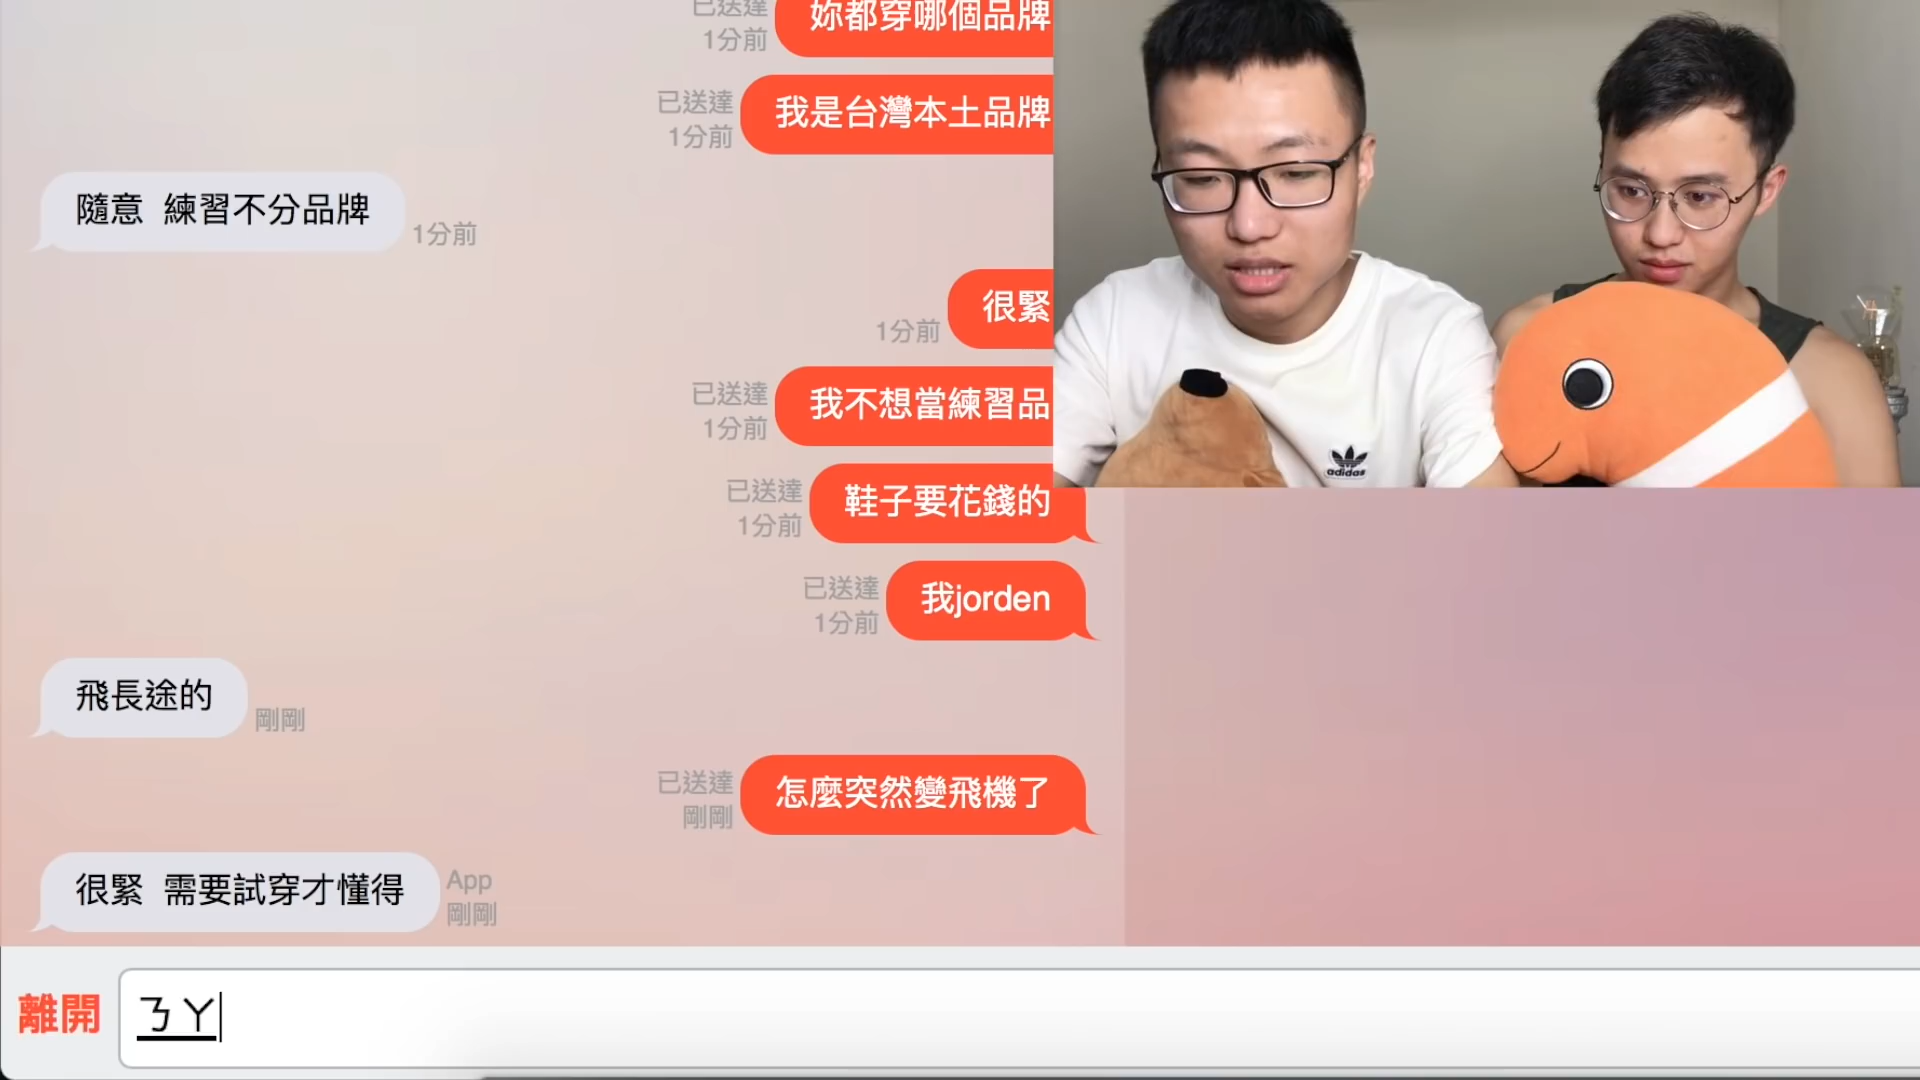 已送達
1分前
妳都穿哪個品牌
已送達
1分前
我是台灣本土品牌
隨意 練習不分品牌
1分前
1分前
很緊
已送達
1分前
我不想當練習品
已送達
1分前
鞋子要花錢的
已送達
1分前
我jorden
飛長途的
剛剛
已送達
剛剛
怎麼突然變飛機了
很緊 需要試穿才懂得
App
剛剛
離開
ㄋㄚ
adidas